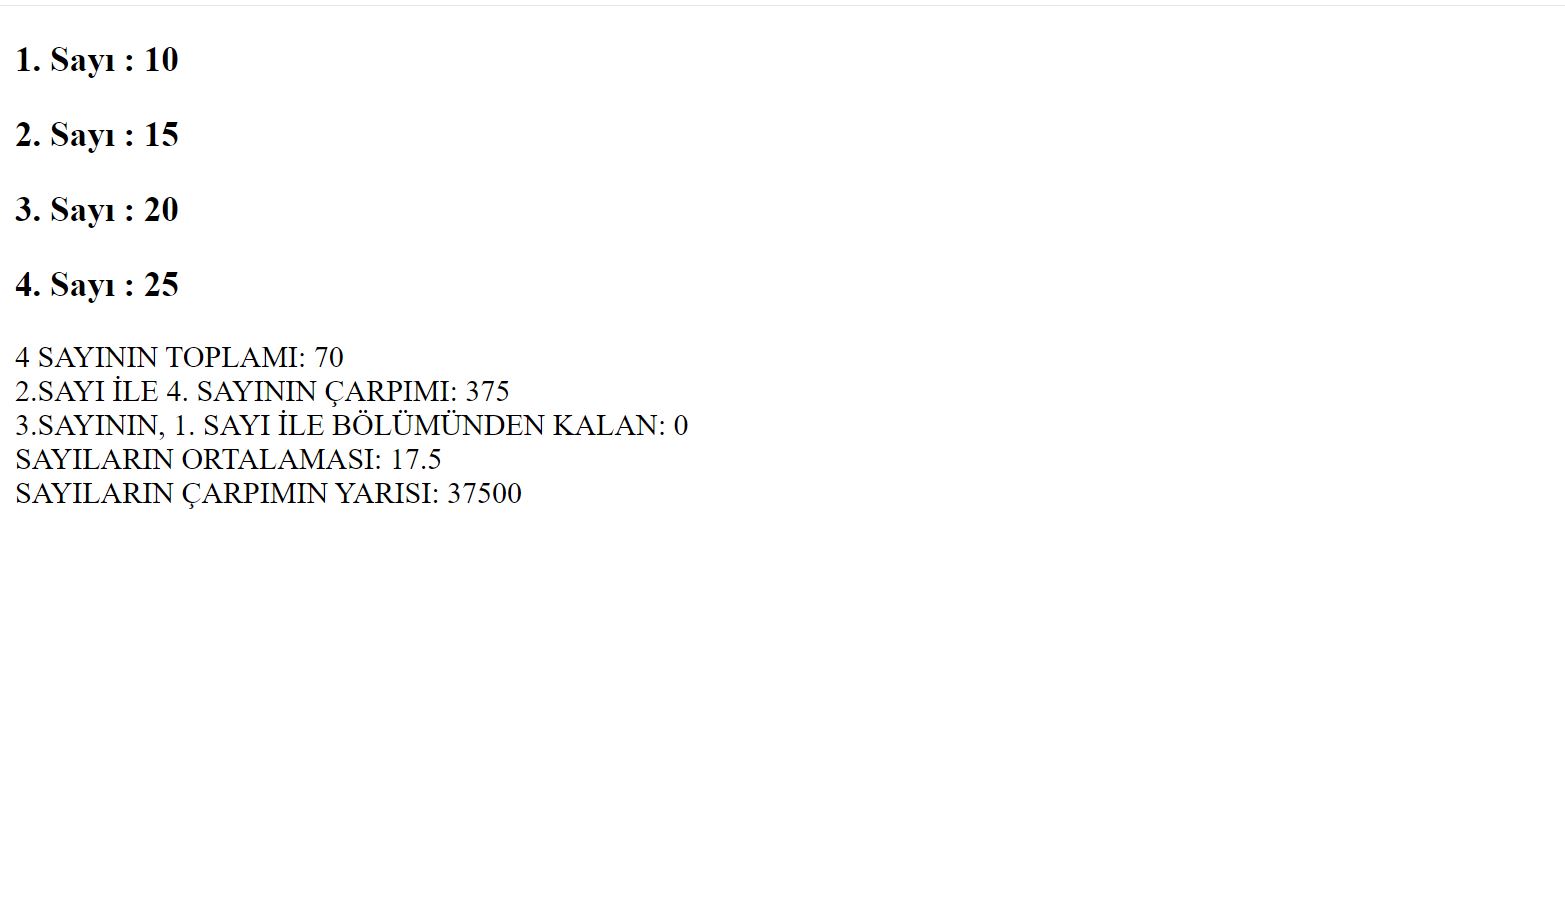 1. Sayı : 10
2. Sayı : 15
3. Sayı : 20
4. Sayı : 25
4 SAYININ TOPLAMI: 70
2.SAYI İLE 4. SAYININ ÇARPIMI: 375
3.SAYININ, 1. SAYI İLE BÖLÜMÜNDEN KALAN: 0
SAYILARIN ORTALAMASI: 17.5
SAYILARIN ÇARPIMIN YARISI: 37500